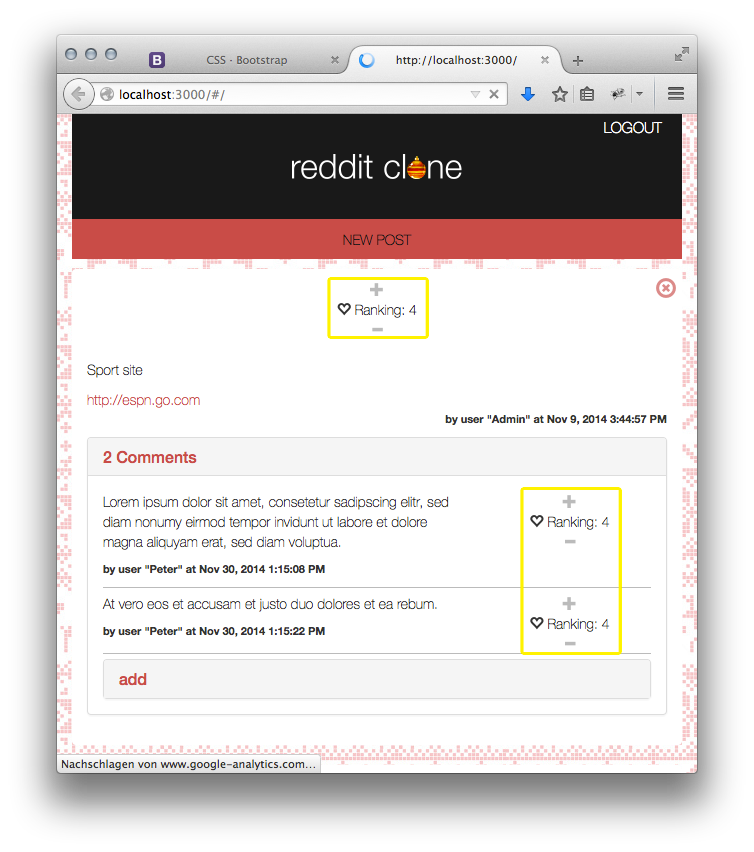 CSS · Bootstrap
http://localhost:3000/
localhost:3000/#/
LOGOUT
reddit clone
NEW POST
Ranking: 4
Sport site
http://espn.go.com
by user "Admin" at Nov 9, 2014 3:44:57 PM
2 Comments
Lorem ipsum dolor sit amet, consetetur sadipscing elitr, sed
diam nonumy eirmod tempor invidunt ut labore et dolore
magna aliquyam erat, sed diam voluptua.
by user "Peter" at Nov 30, 2014 1:15:08 PM
Ranking: 4
At vero eos et accusam et justo duo dolores et ea rebum.
by user "Peter" at Nov 30, 2014 1:15:22 PM
Ranking: 4
add
Nachschlagen von www.google-analytics.com…